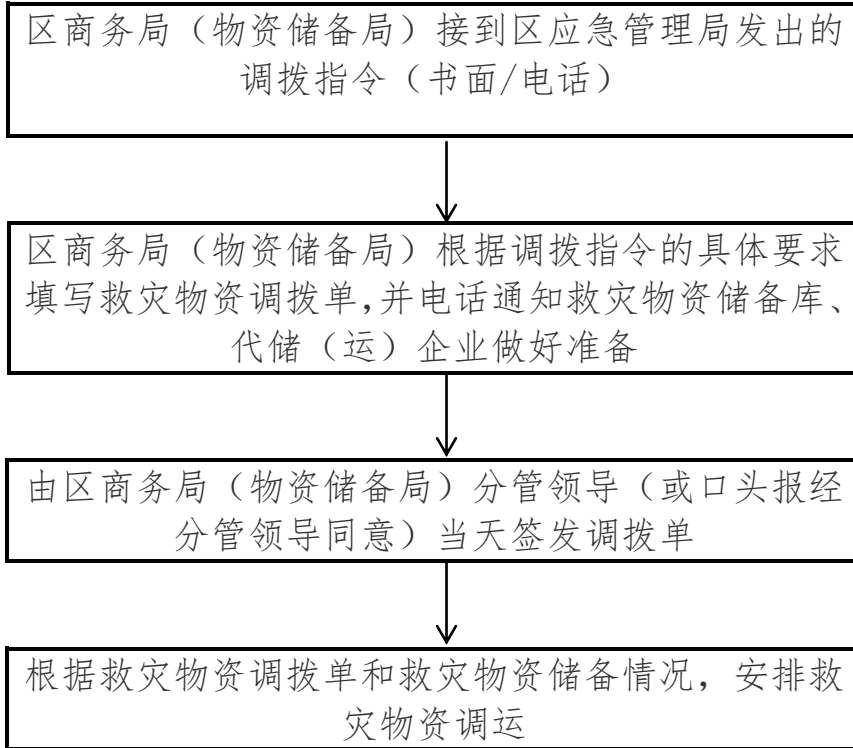 区商务局（物资储备局）接到区应急管理局发出的
调拨指令（书面/电话）
区商务局（物资储备局）根据调拨指令的具体要求
填写救灾物资调拨单,并电话通知救灾物资储备库、
代储（运）企业做好准备
由区商务局（物资储备局）分管领导（或口头报经
分管领导同意）当天签发调拨单
根据救灾物资调拨单和救灾物资储备情况，安排救
灾物资调运